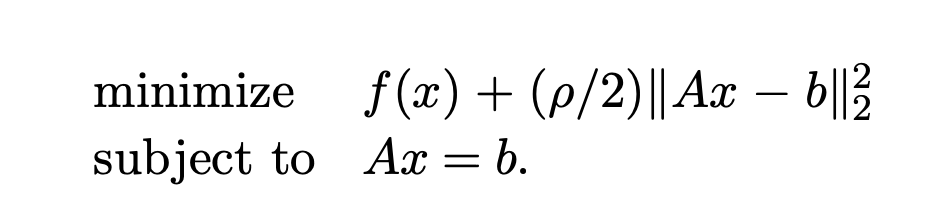 minimize f(x) + (ρ/2)‖Ax − b‖₂²
subject to Ax = b.